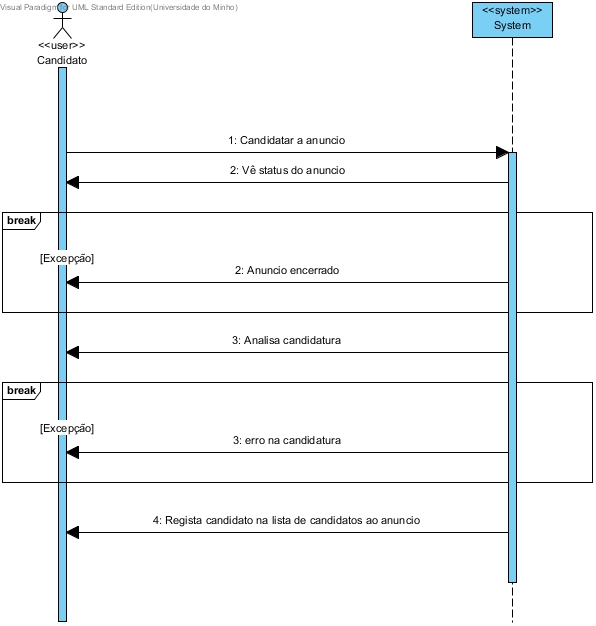 Visual Paradigm for UML Standard Edition(Universidade do Minho)
<<system>>
System
<<user>>
Candidato
1: Candidatar a anuncio
2: Vê status do anuncio
break
[Excepção]
2: Anuncio encerrado
3: Analisa candidatura
break
[Excepção]
3: erro na candidatura
4: Regista candidato na lista de candidatos ao anuncio